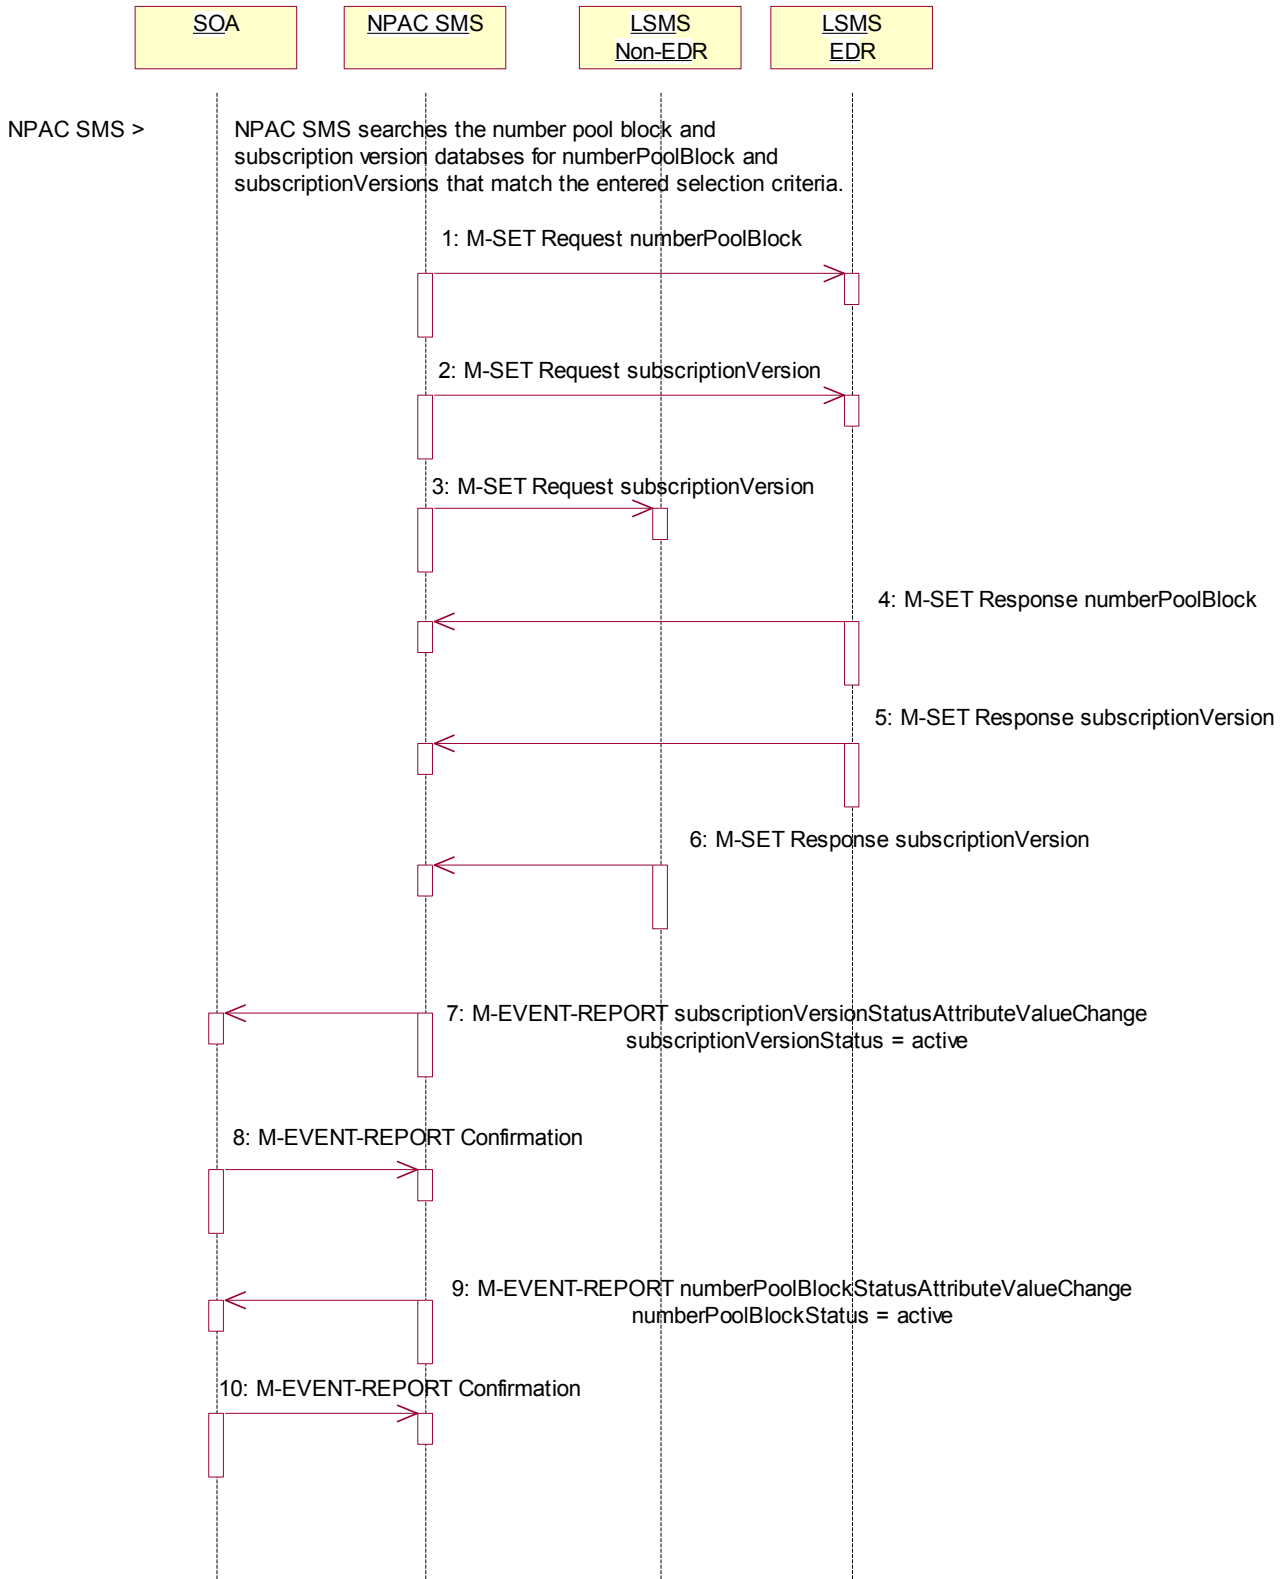 SOA
NPAC SMS
LSMS
Non-EDR
LSMS
EDR
NPAC SMS >
NPAC SMS searches the number pool block and
subscription version databses for numberPoolBlock and
subscriptionVersions that match the entered selection criteria.
1: M-SET Request numberPoolBlock
2: M-SET Request subscriptionVersion
3: M-SET Request subscriptionVersion
4: M-SET Response numberPoolBlock
5: M-SET Response subscriptionVersion
6: M-SET Response subscriptionVersion
7: M-EVENT-REPORT subscriptionVersionStatusAttributeValueChange
subscriptionVersionStatus = active
8: M-EVENT-REPORT Confirmation
9: M-EVENT-REPORT numberPoolBlockStatusAttributeValueChange
numberPoolBlockStatus = active
10: M-EVENT-REPORT Confirmation